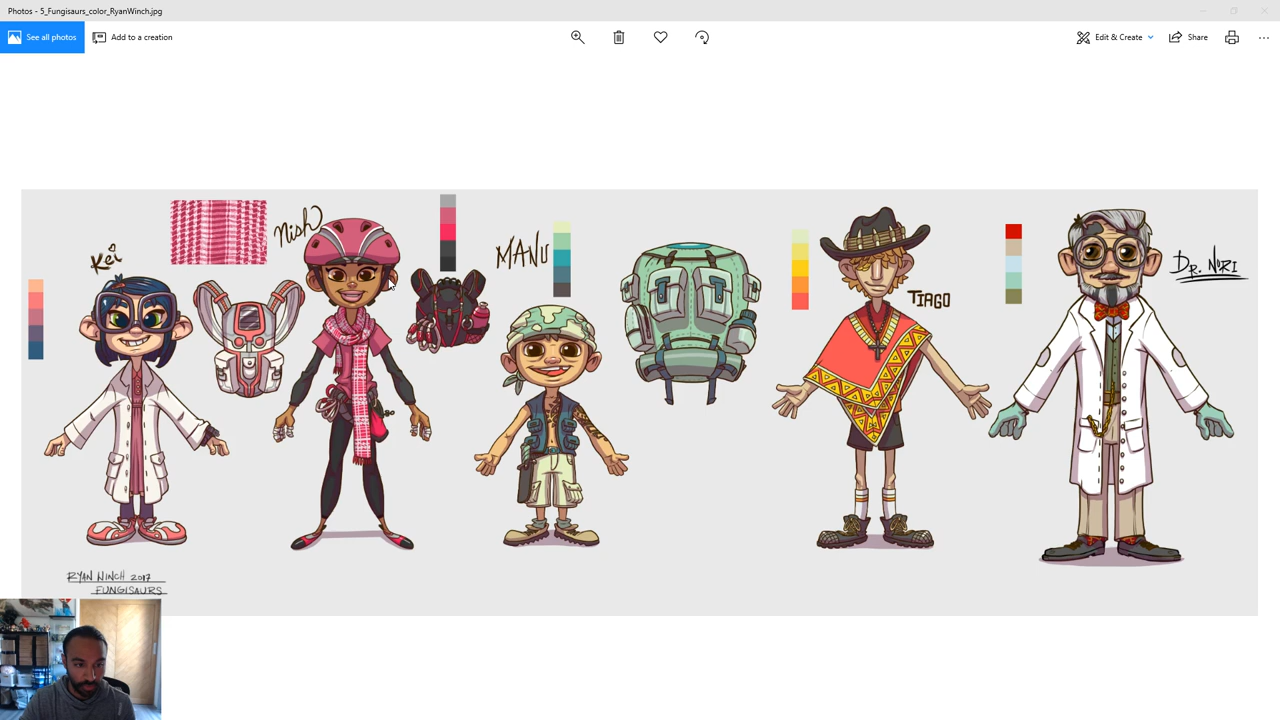 Photos - 5_Fungisaurs_color_RyanWinch.jpg
See all photos
Add to a creation
Edit & Create
Share
Kei
Nish
MANU
TIAGO
DR. NORI
RYAN WINCH 2017
FUNGISAURS